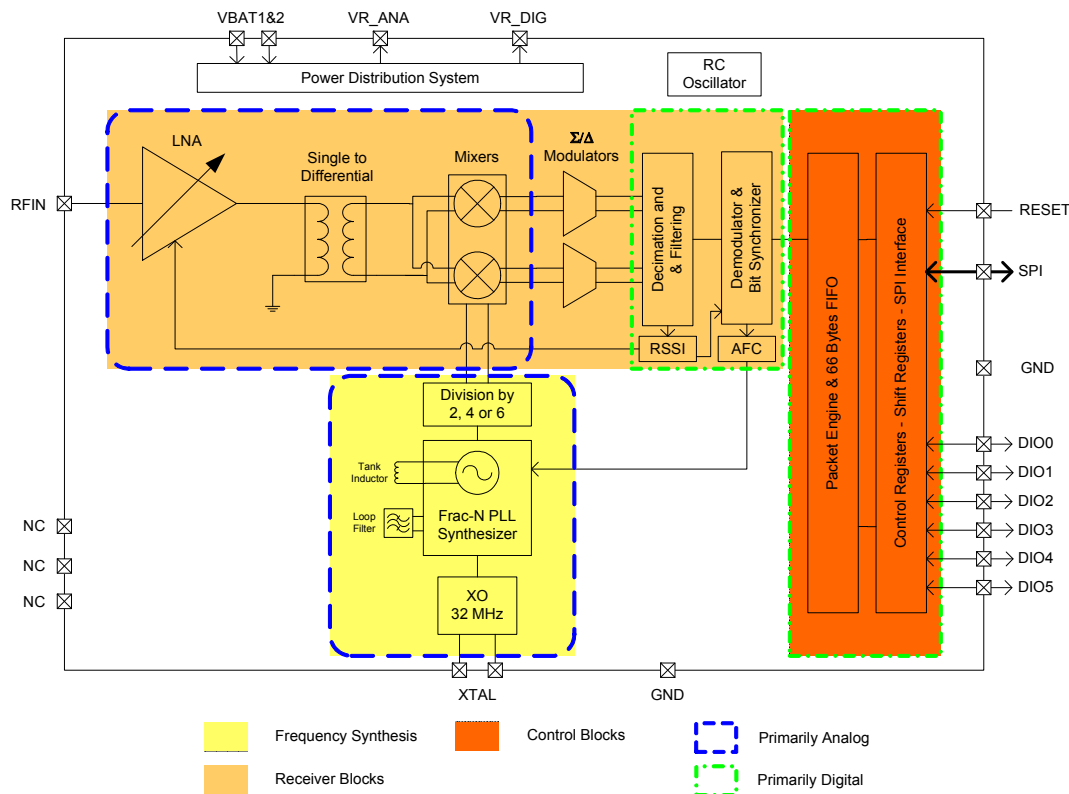 VBAT1&2
VR_ANA
VR_DIG
Power Distribution System
RC
Oscillator
LNA
Single to
Differential
Mixers
Σ/Δ
Modulators
RFIN
Decimation and
& Filtering
Demodulator &
Bit Synchronizer
RSSI
AFC
Packet Engine & 66 Bytes FIFO
Control Registers - Shift Registers - SPI Interface
RESET
SPI
GND
DIO0
DIO1
DIO2
DIO3
DIO4
DIO5
Division by
2, 4 or 6
Tank
Inductor
Loop
Filter
Frac-N PLL
Synthesizer
XO
32 MHz
NC
NC
NC
XTAL
GND
Frequency Synthesis
Control Blocks
Primarily Analog
Receiver Blocks
Primarily Digital